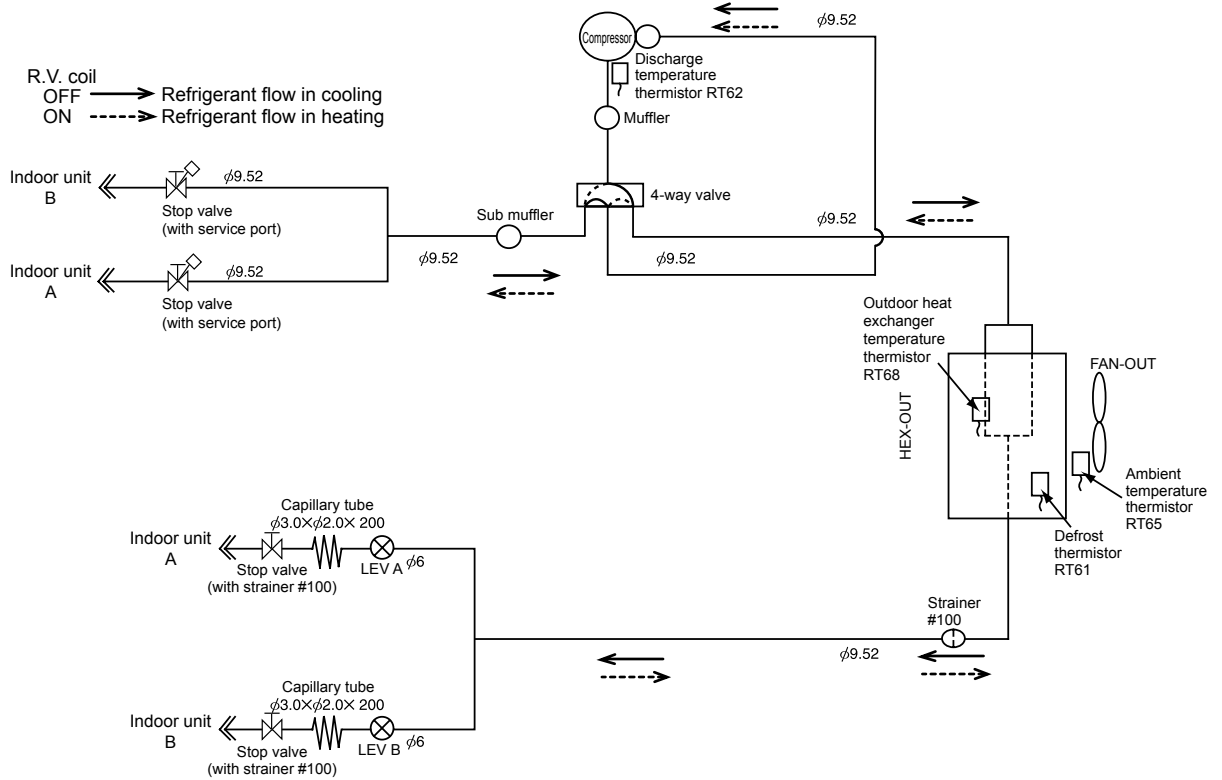 Compressor
φ9.52
Discharge
temperature
thermistor RT62
R.V. coil
OFF Refrigerant flow in cooling
ON Refrigerant flow in heating
Muffler
Indoor unit
B
φ9.52
Stop valve
(with service port)
4-way valve
Sub muffler
φ9.52
φ9.52
φ9.52
Indoor unit
A
φ9.52
Stop valve
(with service port)
Outdoor heat
exchanger
temperature
thermistor
RT68
FAN-OUT
HEX-OUT
Ambient
temperature
thermistor
RT65
Defrost
thermistor
RT61
Capillary tube
φ3.0×φ2.0× 200
Indoor unit
A
LEV A
φ6
Stop valve
(with strainer #100)
Strainer
#100
φ9.52
Capillary tube
φ3.0×φ2.0× 200
Indoor unit
B
LEV B
φ6
Stop valve
(with strainer #100)